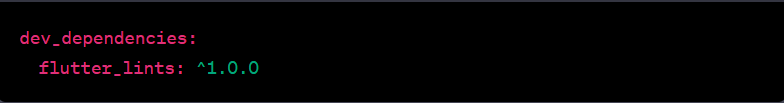 dev_dependencies:
  flutter_lints: ^1.0.0